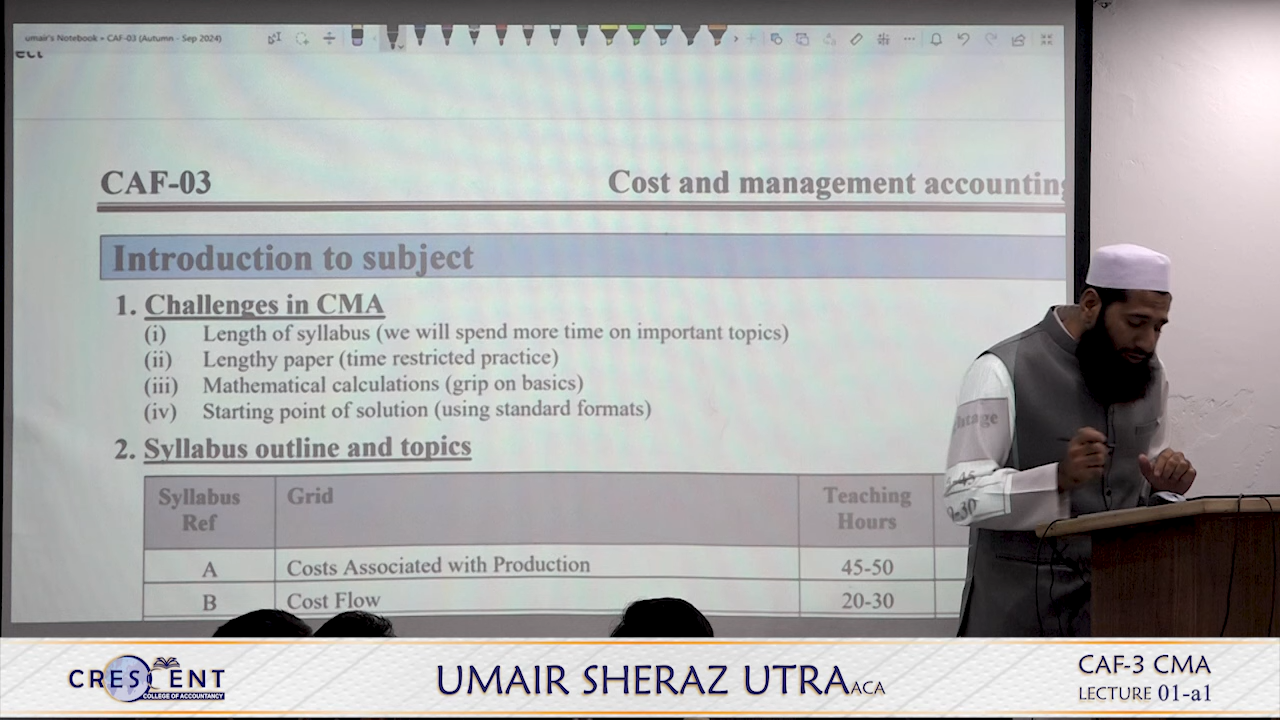 umair's Notebook » CAF-03 (Autumn - Sep 2024)
CAF-03
Cost and management accounting
Introduction to subject
1. Challenges in CMA
(i) Length of syllabus (we will spend more time on important topics)
(ii) Lengthy paper (time restricted practice)
(iii) Mathematical calculations (grip on basics)
(iv) Starting point of solution (using standard formats)
2. Syllabus outline and topics
Syllabus Ref
Grid
Teaching Hours
A Costs Associated with Production 45-50
B Cost Flow 20-30
CRESCENT
COLLEGE OF ACCOUNTANCY
UMAIR SHERAZ UTRA ACA
CAF-3 CMA
LECTURE 01-a1